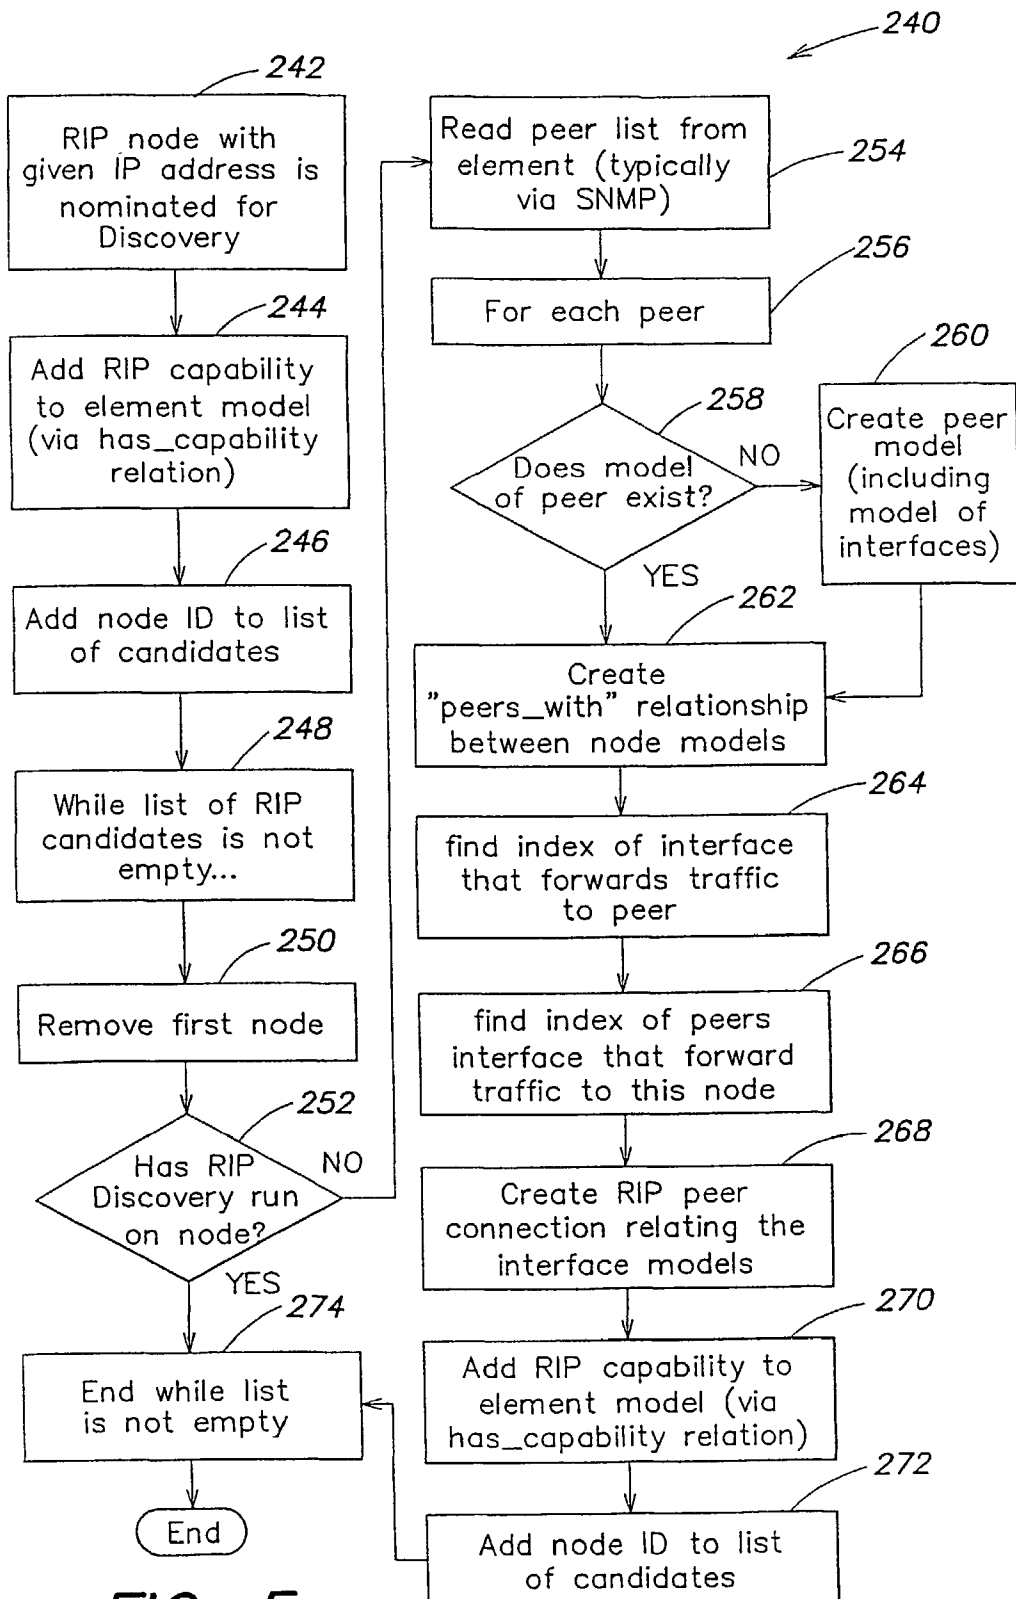 240
242
RIP node with
given IP address is
nominated for
Discovery
244
Add RIP capability
to element model
(via has_capability
relation)
246
Add node ID to list
of candidates
248
While list of RIP
candidates is not
empty...
250
Remove first node
252
Has RIP
Discovery run
on node?
NO
YES
274
End while list
is not empty
End
254
Read peer list from
element (typically
via SNMP)
256
For each peer
258
Does model
of peer exist?
NO
YES
260
Create peer
model
(including
model of
interfaces)
262
Create
"peers_with" relationship
between node models
264
find index of interface
that forwards traffic
to peer
266
find index of peers
interface that forward
traffic to this node
268
Create RIP peer
connection relating the
interface models
270
Add RIP capability to
element model (via
has_capability relation)
272
Add node ID to list
of candidates